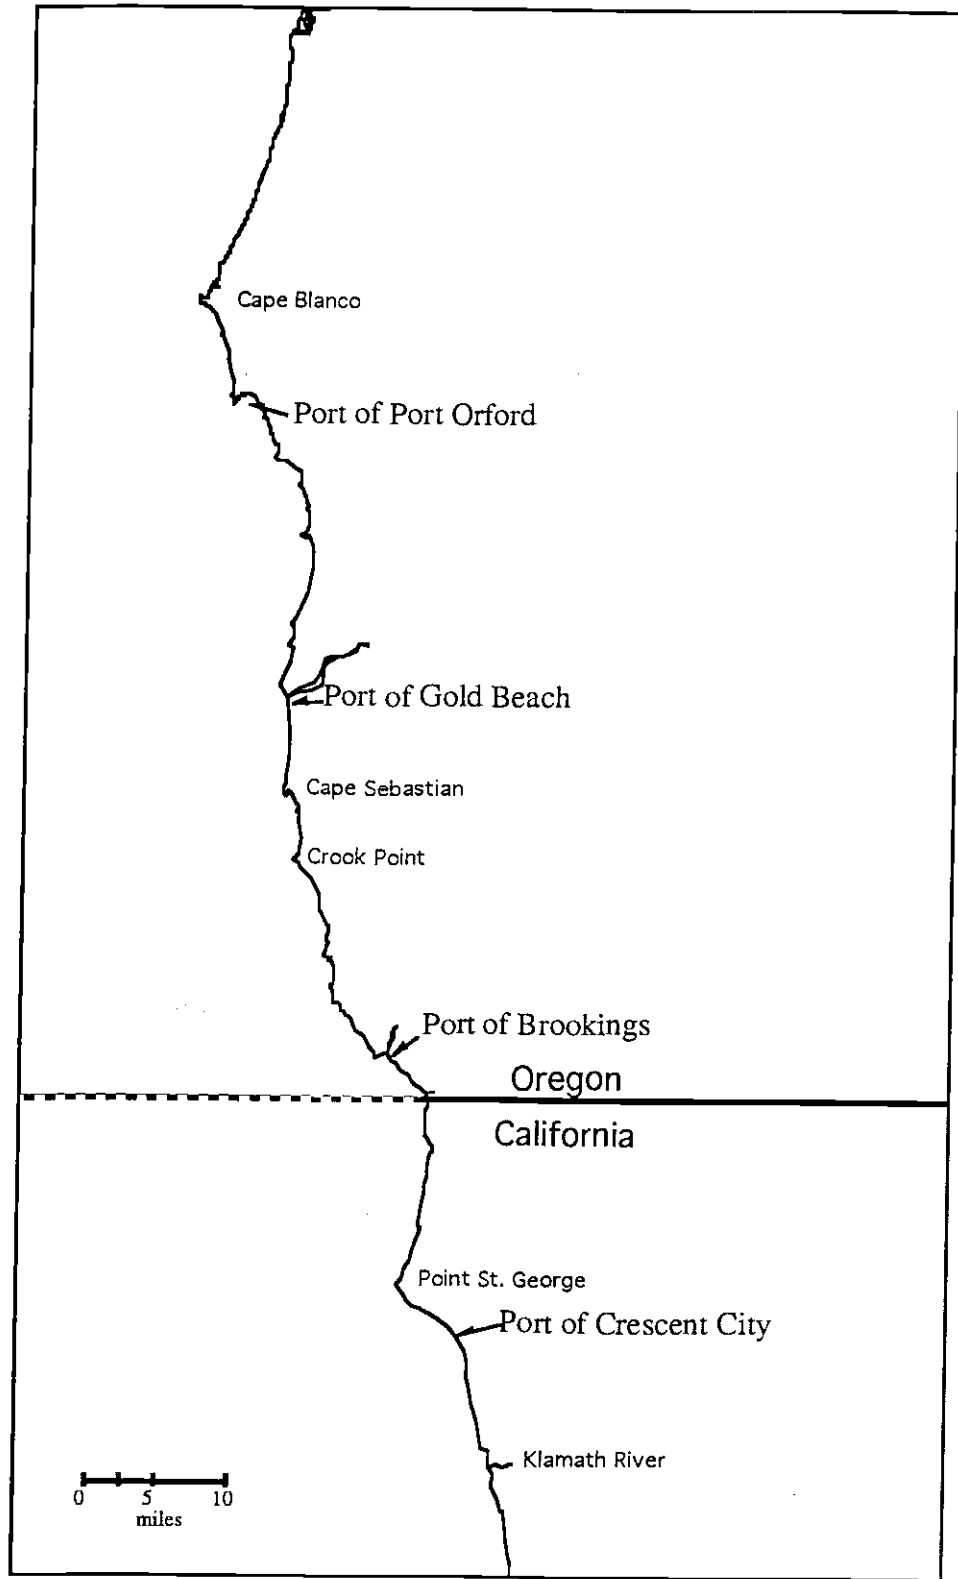 Cape Blanco
Port of Port Orford
Port of Gold Beach
Cape Sebastian
Crook Point
Port of Brookings
Oregon
California
Point St. George
Port of Crescent City
Klamath River
0 5 10
miles